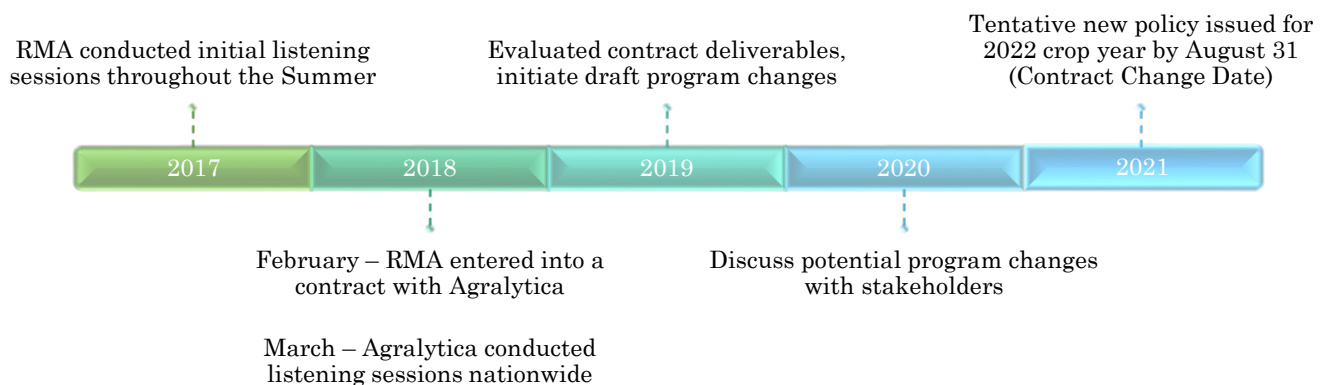 RMA conducted initial listening
sessions throughout the Summer
Evaluated contract deliverables,
initiate draft program changes
Tentative new policy issued for
2022 crop year by August 31
(Contract Change Date)
2017
2018
2019
2020
2021
February – RMA entered into a
contract with Agralytica
March – Agralytica conducted
listening sessions nationwide
Discuss potential program changes
with stakeholders